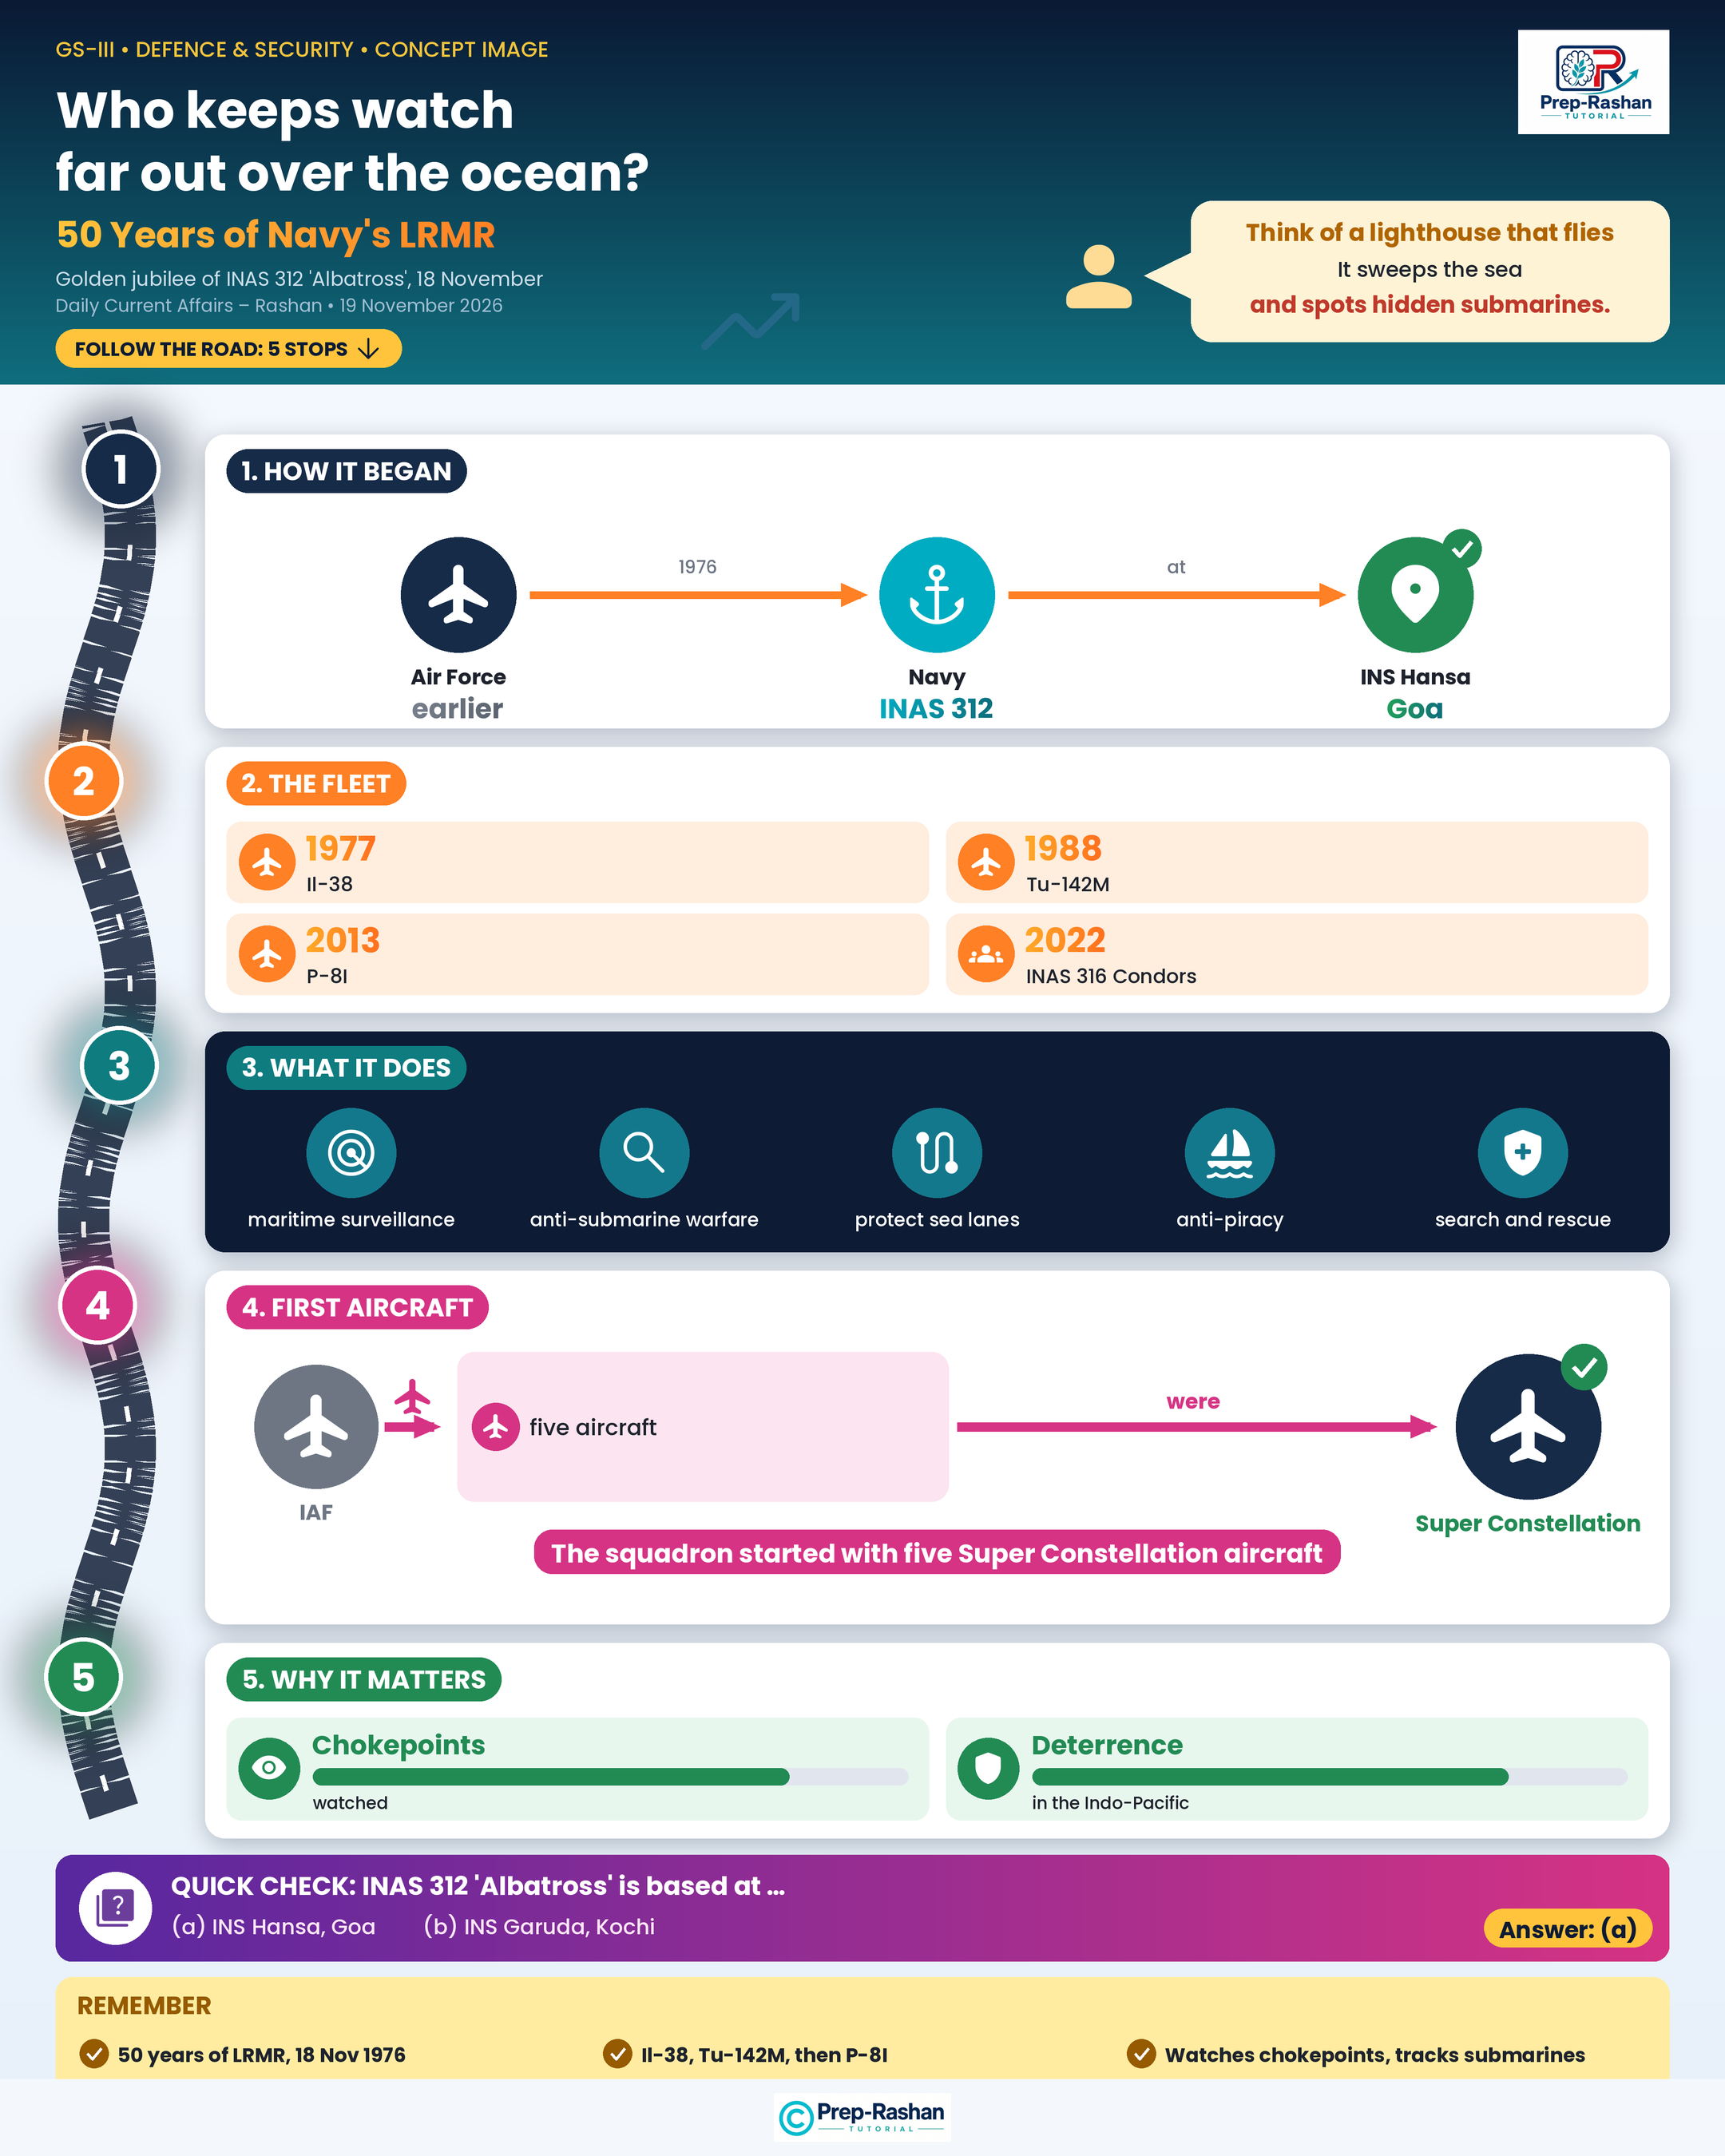 GS-III • DEFENCE & SECURITY • CONCEPT IMAGE
Who keeps watch
far out over the ocean?
50 Years of Navy's LRMR
Golden jubilee of INAS 312 'Albatross', 18 November
Daily Current Affairs – Rashan • 19 November 2026
FOLLOW THE ROAD: 5 STOPS
Prep-Rashan
TUTORIAL
Think of a lighthouse that flies
It sweeps the sea
and spots hidden submarines.
1
1. HOW IT BEGAN
1976
at
Air Force
earlier
Navy
INAS 312
INS Hansa
Goa
2
2. THE FLEET
1977
Il-38
1988
Tu-142M
2013
P-8I
2022
INAS 316 Condors
3
3. WHAT IT DOES
maritime surveillance
anti-submarine warfare
protect sea lanes
anti-piracy
search and rescue
4
4. FIRST AIRCRAFT
IAF
five aircraft
were
Super Constellation
The squadron started with five Super Constellation aircraft
5
5. WHY IT MATTERS
Chokepoints
watched
Deterrence
in the Indo-Pacific
QUICK CHECK: INAS 312 'Albatross' is based at ...
(a) INS Hansa, Goa (b) INS Garuda, Kochi
Answer: (a)
REMEMBER
50 years of LRMR, 18 Nov 1976
Il-38, Tu-142M, then P-8I
Watches chokepoints, tracks submarines
© Prep-Rashan
TUTORIAL